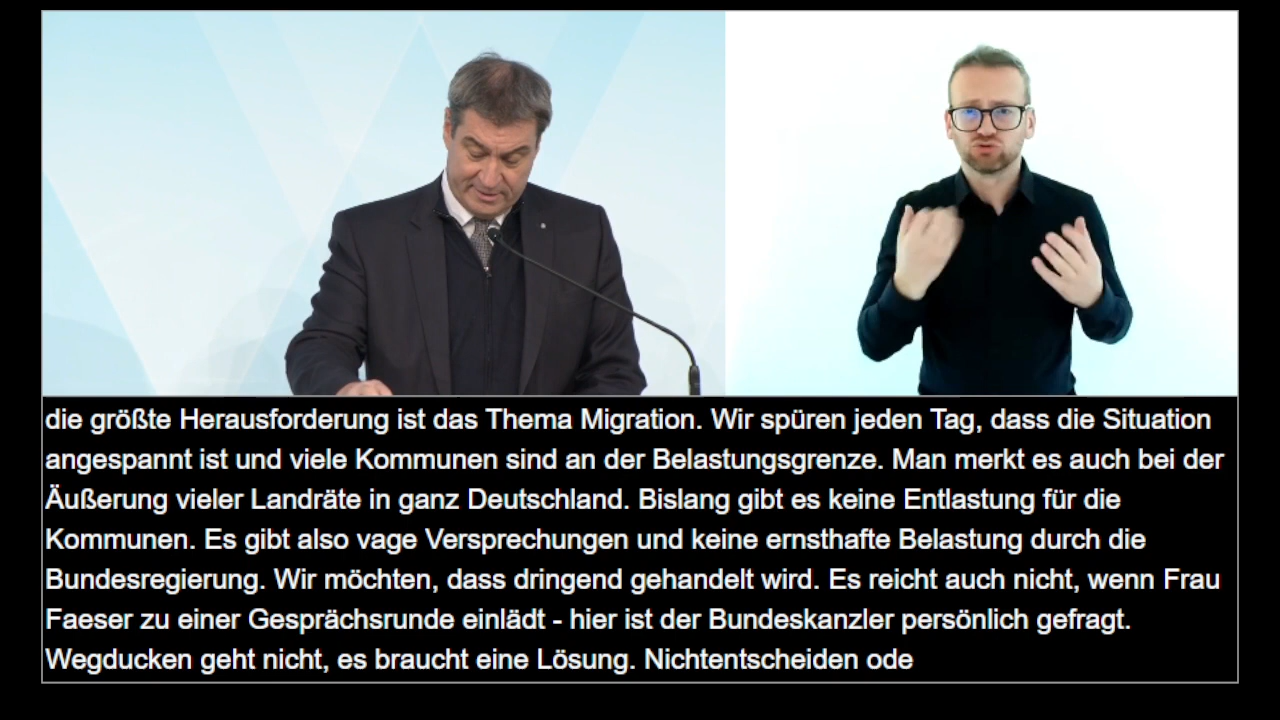 die größte Herausforderung ist das Thema Migration. Wir spüren jeden Tag, dass die Situation
angespannt ist und viele Kommunen sind an der Belastungsgrenze. Man merkt es auch bei der
Äußerung vieler Landräte in ganz Deutschland. Bislang gibt es keine Entlastung für die
Kommunen. Es gibt also vage Versprechungen und keine ernsthafte Belastung durch die
Bundesregierung. Wir möchten, dass dringend gehandelt wird. Es reicht auch nicht, wenn Frau
Faeser zu einer Gesprächsrunde einlädt - hier ist der Bundeskanzler persönlich gefragt.
Wegducken geht nicht, es braucht eine Lösung. Nichtentscheiden ode